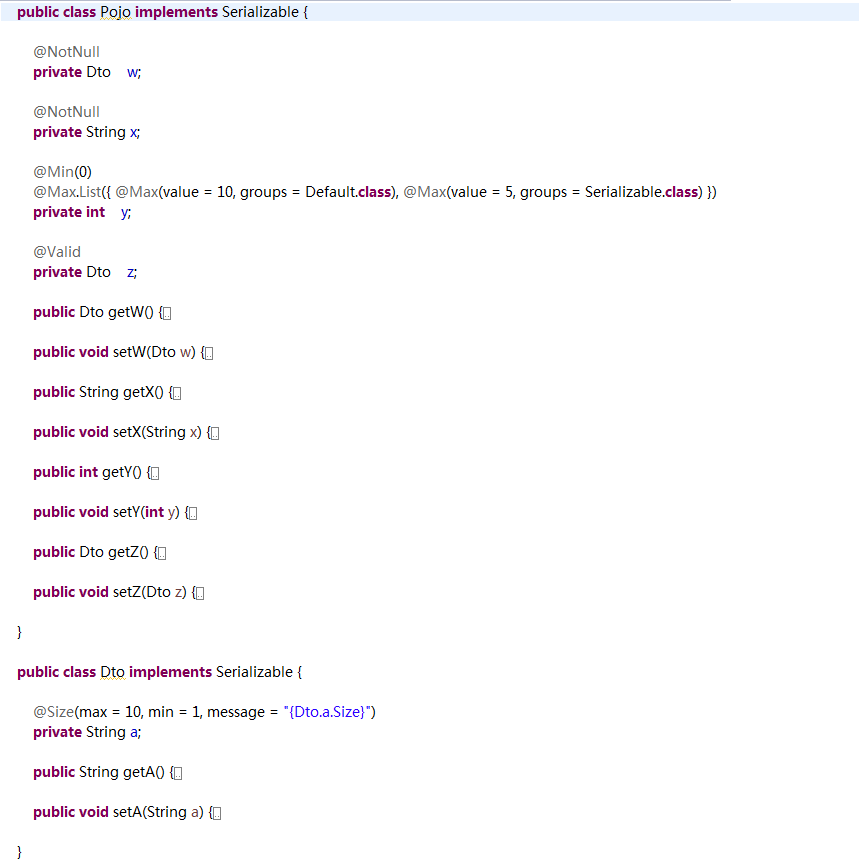 public class Pojo implements Serializable {
@NotNull
private Dto w;
@NotNull
private String x;
@Min(0)
@Max.List({ @Max(value = 10, groups = Default.class), @Max(value = 5, groups = Serializable.class) })
private int y;
@Valid
private Dto z;
public Dto getW() {
public void setW(Dto w) {
public String getX() {
public void setX(String x) {
public int getY() {
public void setY(int y) {
public Dto getZ() {
public void setZ(Dto z) {
}
public class Dto implements Serializable {
@Size(max = 10, min = 1, message = "{Dto.a.Size}")
private String a;
public String getA() {
public void setA(String a) {
}